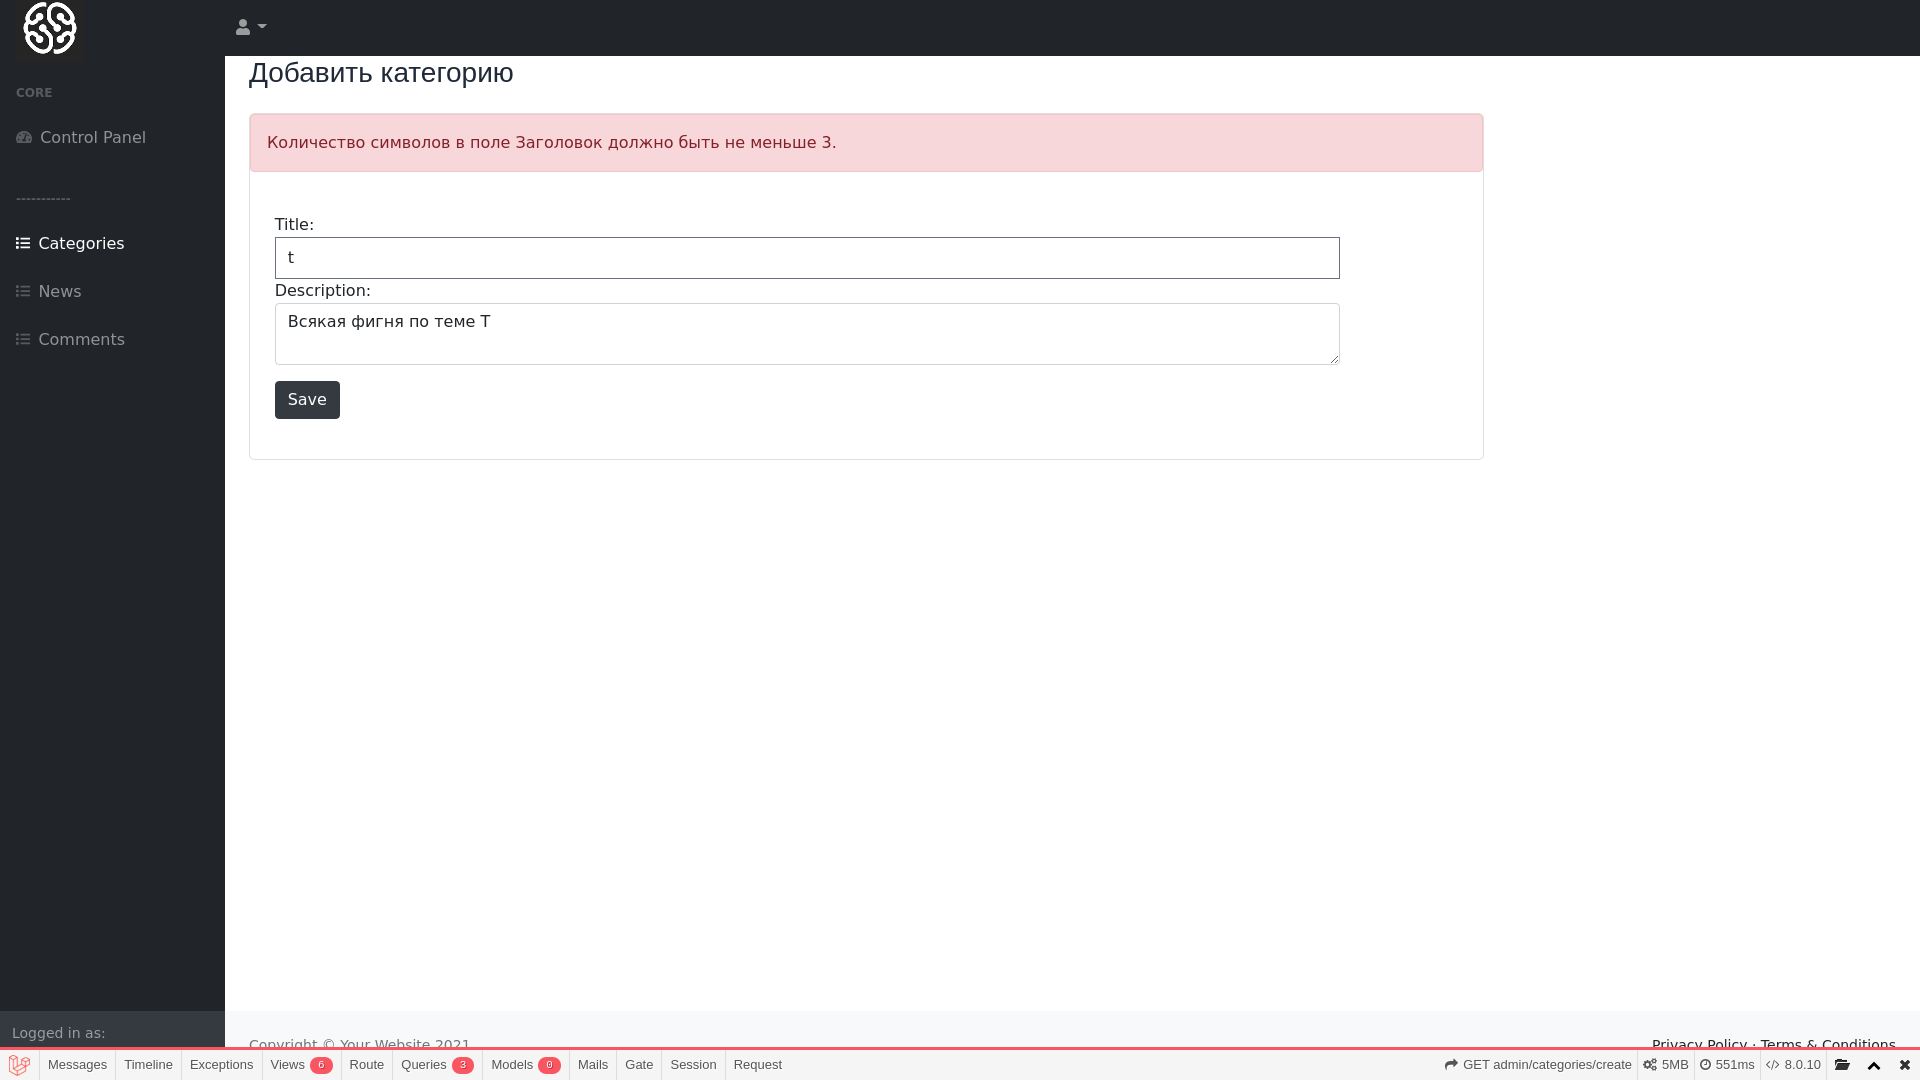 CORE
Control Panel
-----------
Categories
News
Comments
Logged in as:
Добавить категорию
Количество символов в поле Заголовок должно быть не меньше 3.
Title:
t
Description:
Всякая фигня по теме Т
Save
Copyright © Your Website 2021
Privacy Policy · Terms & Conditions
Messages
Timeline
Exceptions
Views 6
Route
Queries 3
Models 0
Mails
Gate
Session
Request
GET admin/categories/create
5MB
551ms
8.0.10